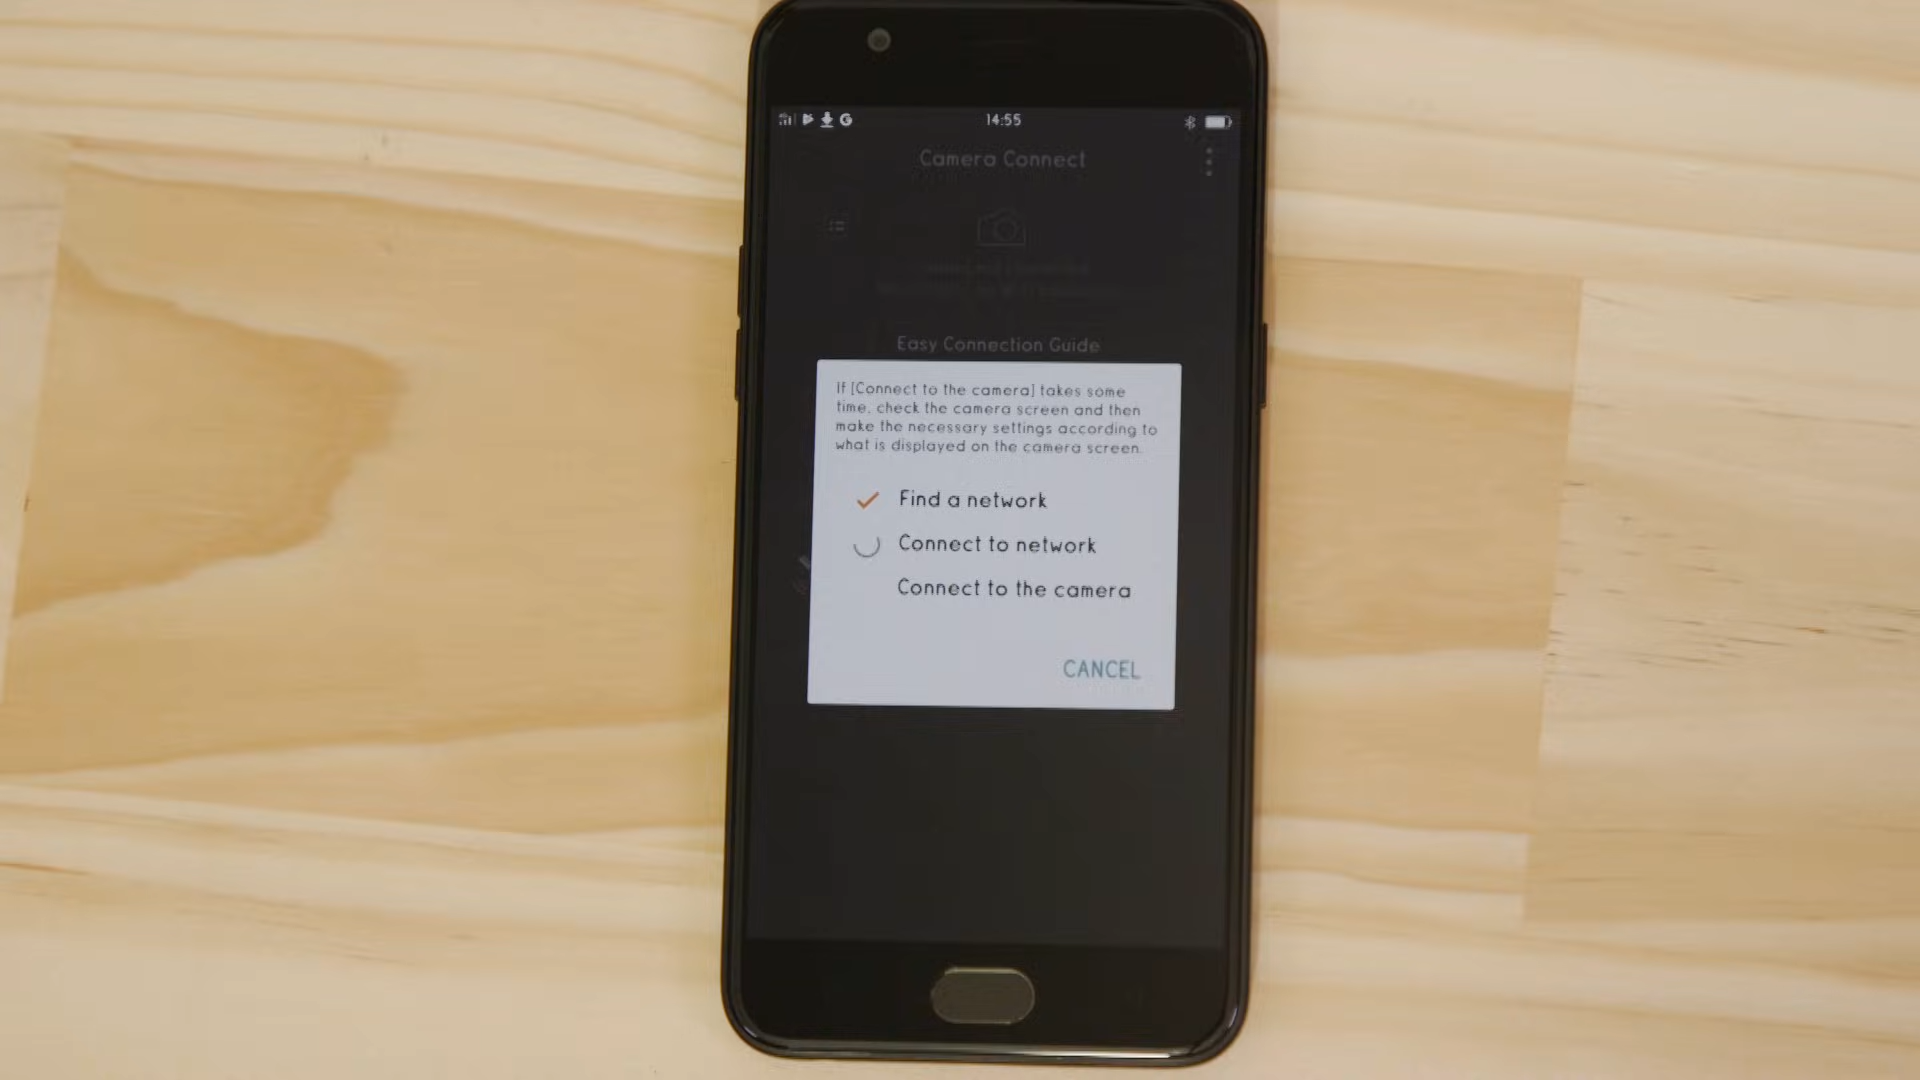 14:55
Camera Connect
Easy Connection Guide
If [Connect to the camera] takes some
time, check the camera screen and then
make the necessary settings according to
what is displayed on the camera screen.
Find a network
Connect to network
Connect to the camera
CANCEL